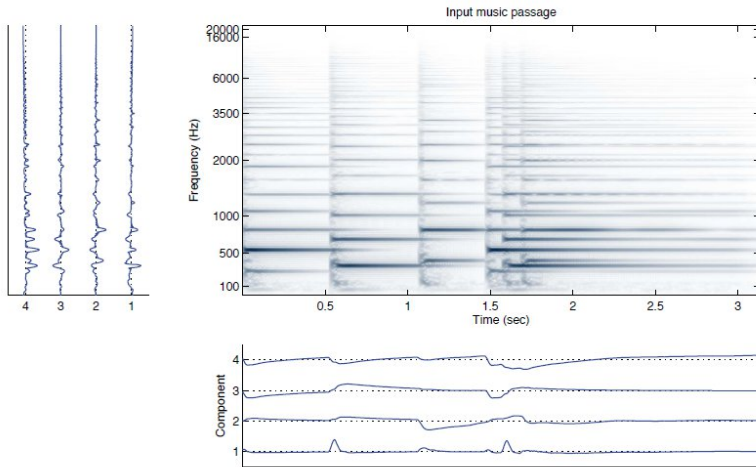 Input music passage
20000
16000
6000
3500
2000
1000
500
100
Frequency (Hz)
0.5 1 1.5 2 2.5 3
Time (sec)
4 3 2 1
4
3
2
1
Component